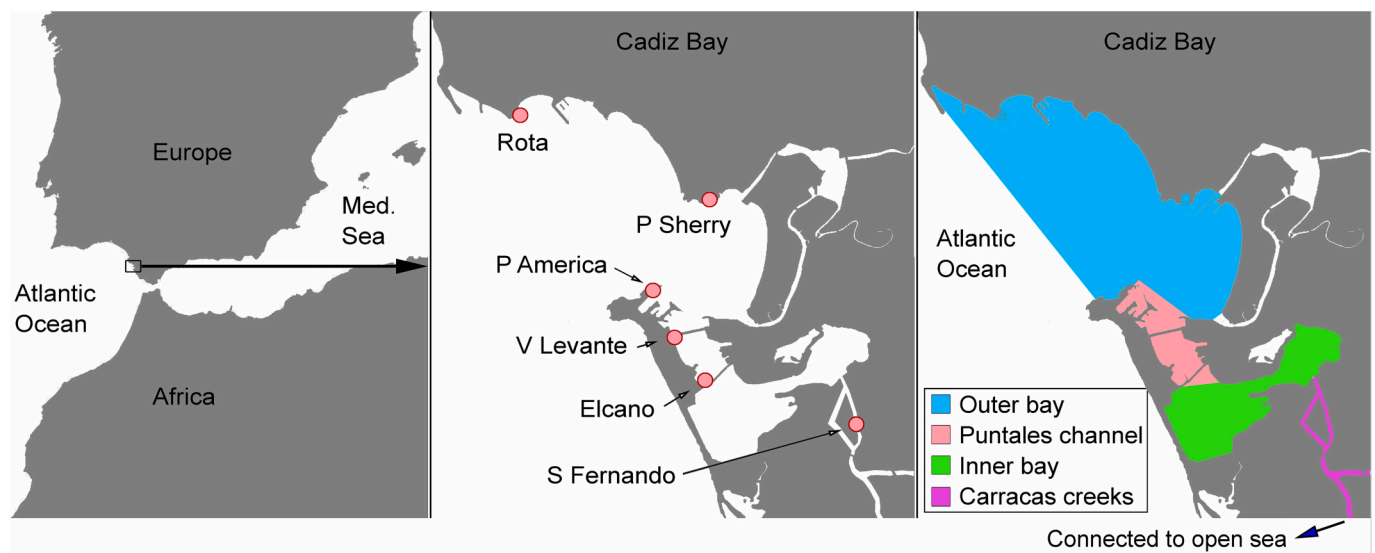 Europe
Med.
Sea
Atlantic
Ocean
Africa
Cadiz Bay
Rota
P Sherry
P America
V Levante
Elcano
S Fernando
Cadiz Bay
Atlantic
Ocean
Outer bay
Puntales channel
Inner bay
Carracas creeks
Connected to open sea